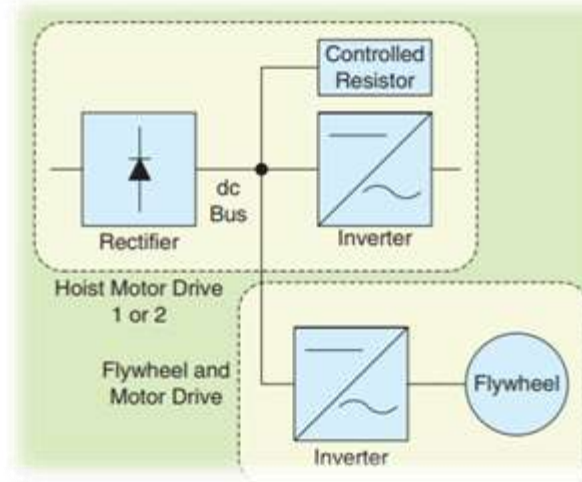 Controlled
Resistor
dc
Bus
Rectifier
Inverter
Hoist Motor Drive
1 or 2
Flywheel and
Motor Drive
Flywheel
Inverter